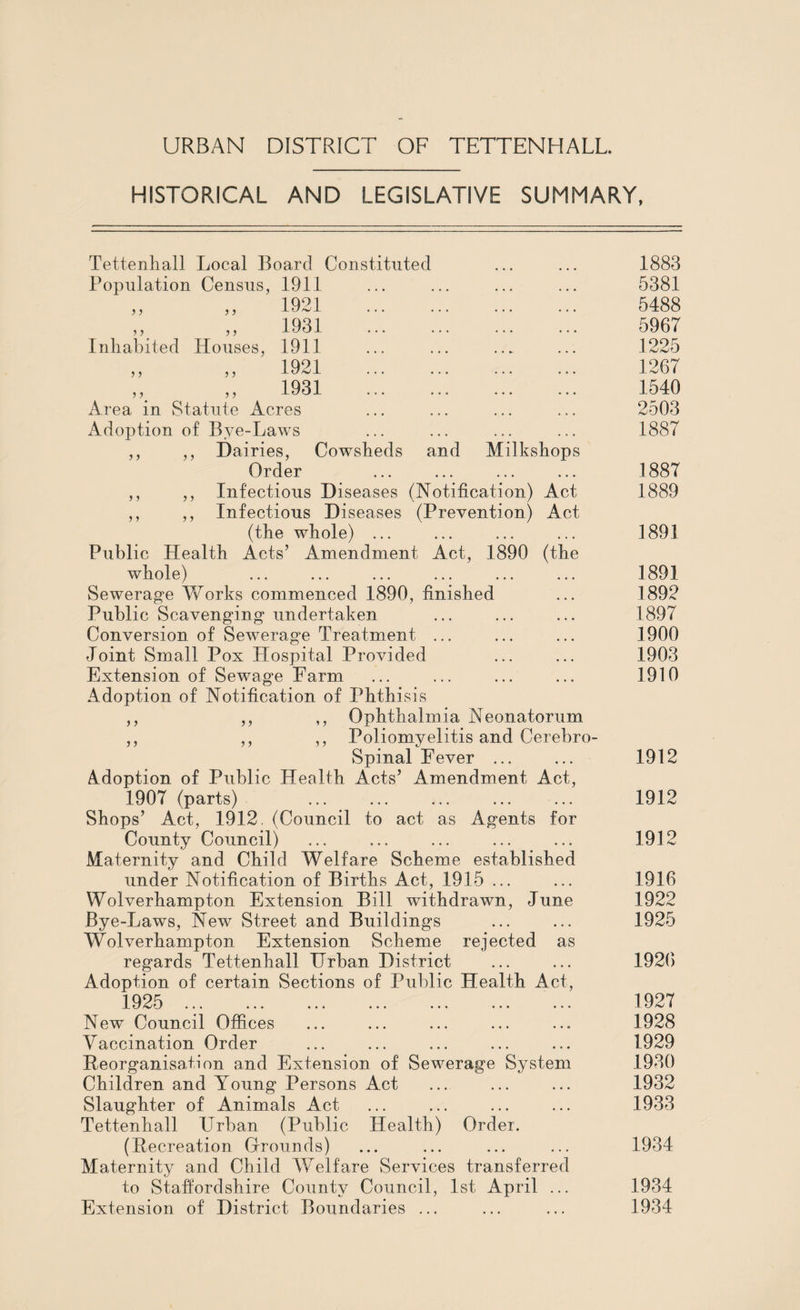 URBAN DISTRICT OF TETTENHALL.
HISTORICAL AND LEGISLATIVE SUMMARY,
Tettenhall Local Board Constituted ... ... 1883
Population Census, 1911 ... ... ... ... 5381
,, ,, 1921 ... ... ... ... 5488
,, ,, 1931 ... ... ... ... 5967
Inhabited Houses, 1911 ... ... ... ... 1225
,, ,, 1921 ... ... ... ... 1267
,, ,, 1931 ... ... ... ... 1540
Area in Statute Acres ... ... ... ... 2503
Adoption of Bye-Laws ... ... ... ... 1887
,, ,, Dairies, Cowsheds and Milkshops
Order ... ... ... ... 1887
,, ,, Infectious Diseases (Notification) Act 1889
,, ,, Infectious Diseases (Prevention) Act
(the whole) ... ... ... ... 1891
Public Health Acts' Amendment Act, 1890 (the
whole) ... ... ... ... ... ... 1891
Sewerage Works commenced 1890, finished ... 1892
Public Scavenging undertaken ... ... ... 1897
Conversion of Sewerage Treatment ... ... ... 1900
Joint Small Pox Hospital Provided ... ... 1903
Extension of Sewage Farm ... ... ... ... 1910
Adoption of Notification of Phthisis
,, ,, ,, Ophthalmia Neonatorum
,, ,, ,, Poliomyelitis and Cerebro-
Spinal Fever ... ... 1912
Adoption of Public Health Acts' Amendment Act,
1907 (parts) ... ... ... ... ... 1912
Shops' Act, 1912. (Council to act as Agents for
County Council) ... ... ... ... ... 1912
Maternity and Child Welfare Scheme established
under Notification of Births Act, 1915 ... ... 1916
Wolverhampton Extension Bill withdrawn, June 1922
Bye-Laws, New Street and Buildings ... ... 1925
Wolverhampton Extension Scheme rejected as
regards Tettenhall Urban District ... ... 1926
Adoption of certain Sections of Public Health Act,
1925 ... ... ... ... ... ... ... 1927
New Council Offices ... ... ... ... ... 1928
Vaccination Order ... ... ... ... ... 1929
Reorganisation and Extension of Sewerage System 1930
Children and Young Persons Act ... ... ... 1932
Slaughter of Animals Act ... ... ... ... 1933
Tettenhall Urban (Public Health) Order.
(Recreation Grounds) ... ... ... ... 1934
Maternity and Child Welfare Services transferred
to Staffordshire County Council, 1st April ... 1934
Extension of District Boundaries ... ... ... 1934